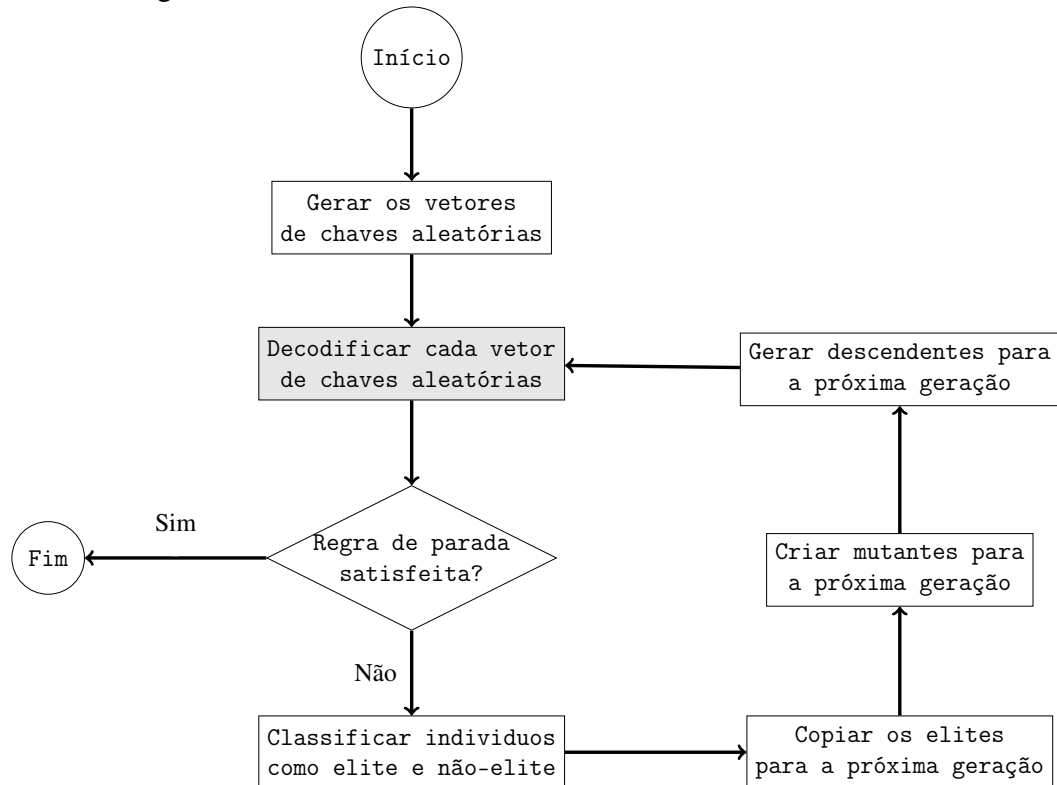 Início
Gerar os vetores
de chaves aleatórias
Decodificar cada vetor
de chaves aleatórias
Gerar descendentes para
a próxima geração
Sim
Fim
Regra de parada
satisfeita?
Criar mutantes para
a próxima geração
Não
Classificar individuos
como elite e não-elite
Copiar os elites
para a próxima geração